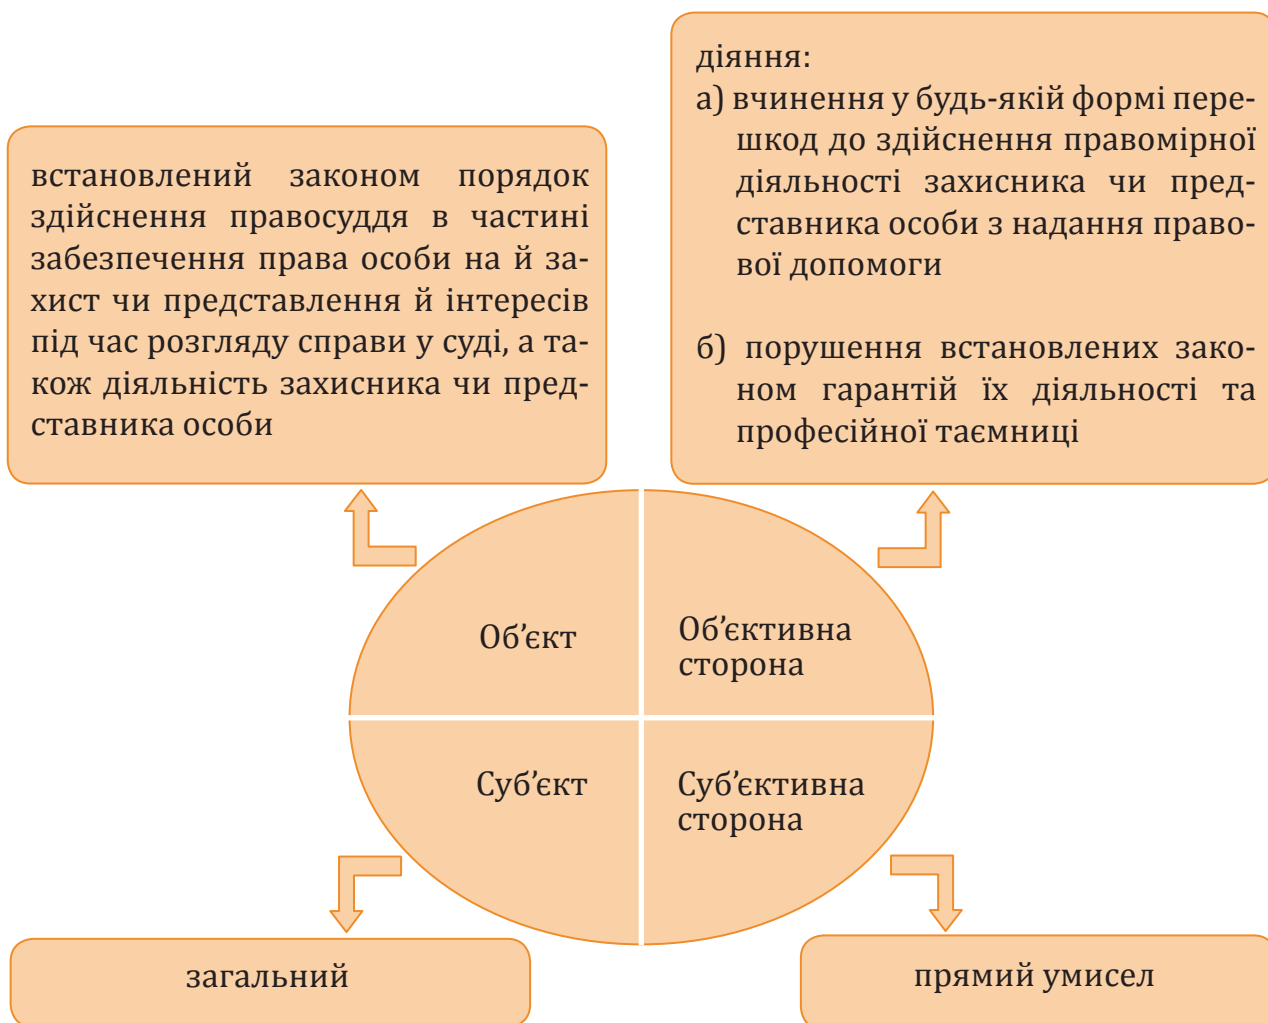 встановлений законом порядок
здійснення правосуддя в частині
забезпечення права особи на й за-
хист чи представлення й інтересів
під час розгляду справи у суді, а та-
кож діяльність захисника чи пред-
ставника особи
діяння:
а) вчинення у будь-якій формі пере-
шкод до здійснення правомірної
діяльності захисника чи пред-
ставника особи з надання право-
вої допомоги
б) порушення встановлених зако-
ном гарантій їх діяльності та
професійної таємниці
Об’єкт
Об’єктивна
сторона
Суб’єкт
Суб’єктивна
сторона
загальний
прямий умисел